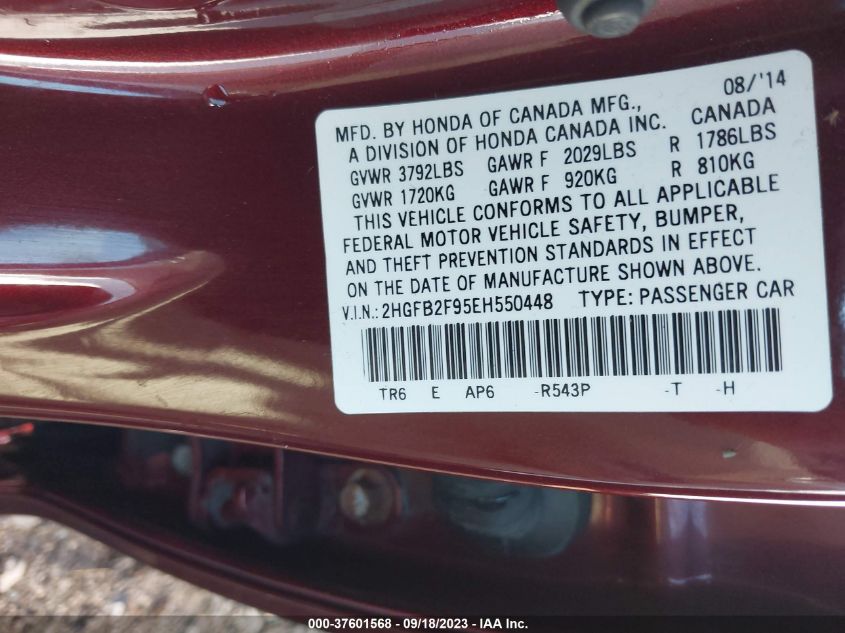 08/'14
MFD. BY HONDA OF CANADA MFG., CANADA
A DIVISION OF HONDA CANADA INC.
GVWR 3792LBS GAWR F 2029LBS R 1786LBS
GVWR 1720KG GAWR F 920KG R 810KG
THIS VEHICLE CONFORMS TO ALL APPLICABLE
FEDERAL MOTOR VEHICLE SAFETY, BUMPER,
AND THEFT PREVENTION STANDARDS IN EFFECT
ON THE DATE OF MANUFACTURE SHOWN ABOVE.
V.I.N.: 2HGFB2F95EH550448 TYPE: PASSENGER CAR
TR6 E AP6 -R543P -T -H
000-37601568 - 09/18/2023 - IAA Inc.